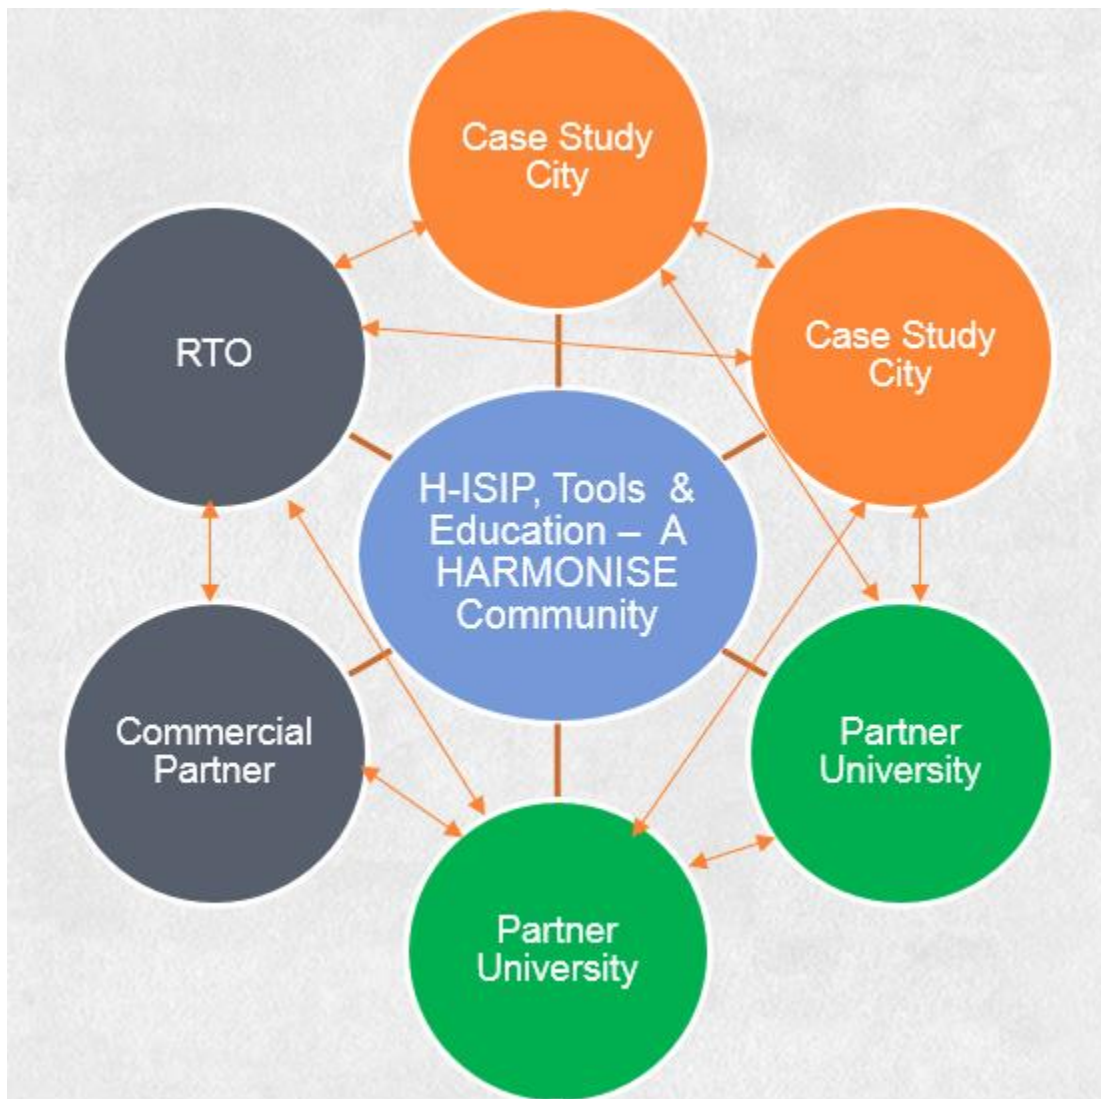 Case Study
City
Case Study
City
RTO
H-ISIP, Tools & 
Education – A
HARMONISE
Community
Commercial
Partner
Partner
University
Partner
University